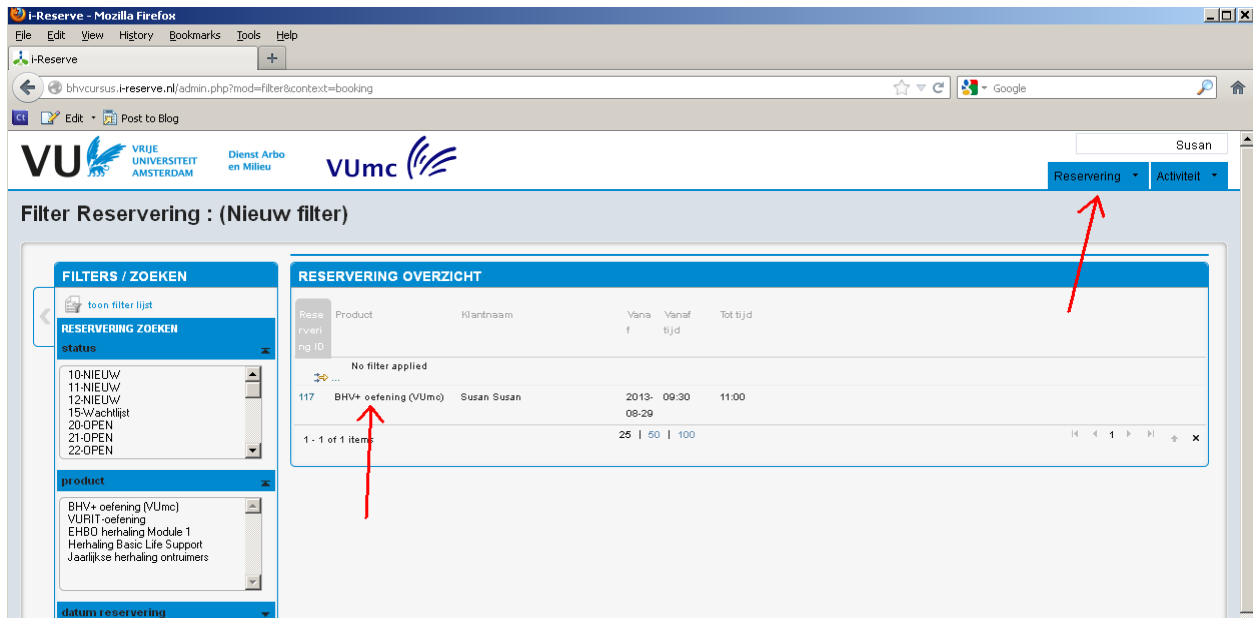 i-Reserve - Mozilla Firefox
File Edit View History Bookmarks Tools Help
i-Reserve +
bhvcursus.i-reserve.nl/admin.php?mod=filter&context=booking Google
Ct Edit Post to Blog
VU VRIJE UNIVERSITEIT AMSTERDAM
Dienst Arbo en Milieu
VUmc
Susan
Reservering Activiteit
Filter Reservering : (Nieuw filter)
FILTERS / ZOEKEN
toon filter lijst
RESERVERING ZOEKEN
status
10-NIEUW
11-NIEUW
12-NIEUW
15-Wachtlijst
20-OPEN
21-OPEN
22-OPEN
product
BHV+ oefening (VUmc)
VURIT-oefening
EHBO herhaling Module 1
Herhaling Basic Life Support
Jaarlijkse herhaling ontruimers
datum reservering
RESERVERING OVERZICHT
Rese Product Klantnaam Vana Vanaf Tot tijd
rveri f tijd
ng ID
No filter applied
...
117 BHV+ oefening (VUmc) Susan Susan 2013- 09:30 11:00
08-29
1 - 1 of 1 items 25 | 50 | 100 1